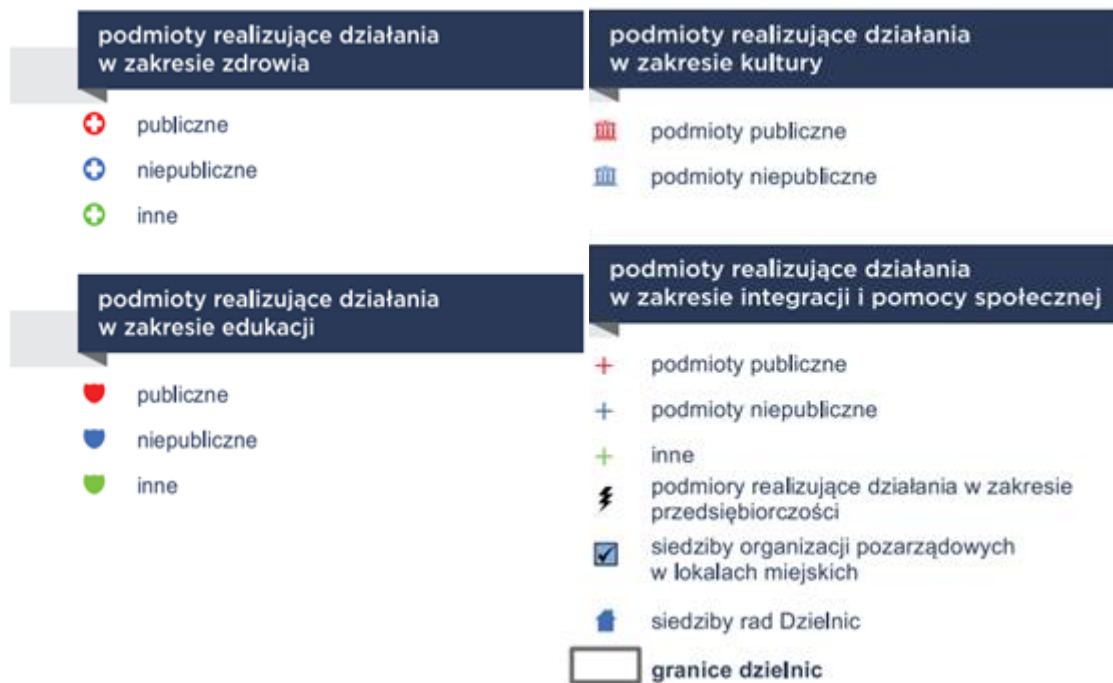 podmioty realizujące działania
w zakresie zdrowia
publiczne
niepubliczne
inne
podmioty realizujące działania
w zakresie edukacji
publiczne
niepubliczne
inne
podmioty realizujące działania
w zakresie kultury
podmioty publiczne
podmioty niepubliczne
podmioty realizujące działania
w zakresie integracji i pomocy społecznej
podmioty publiczne
podmioty niepubliczne
inne
podmiory realizujące działania w zakresie
przedsiębiorczości
siedziby organizacji pozarządowych
w lokalach miejskich
siedziby rad Dzielnic
granice dzielnic